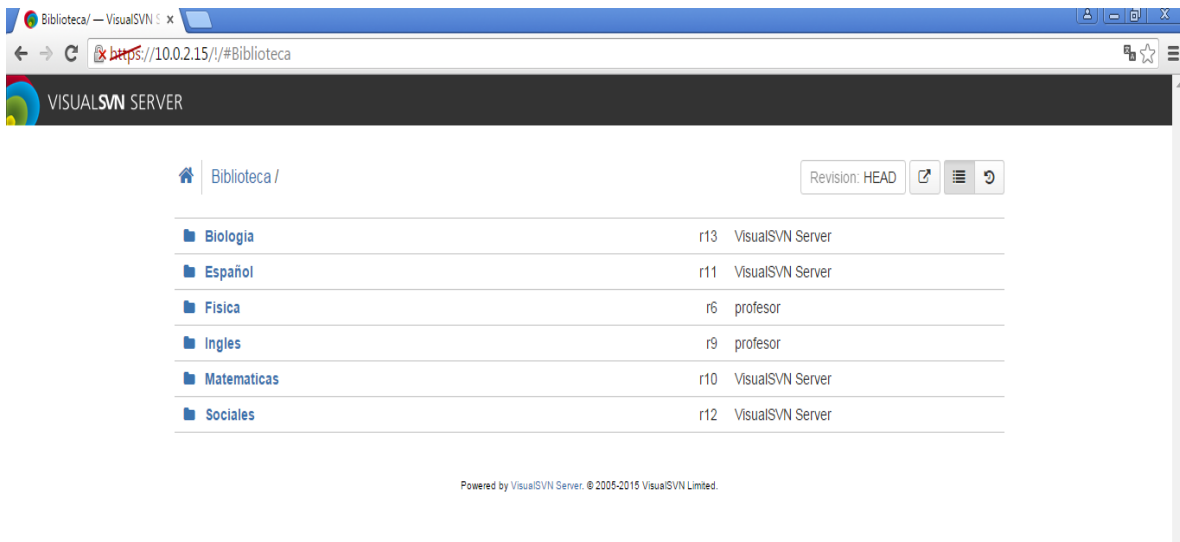 Biblioteca/ — VisualSVN S
https://10.0.2.15/!/#Biblioteca
VISUALSVN SERVER
Biblioteca /
Revision: HEAD
Biologia r13 VisualSVN Server
Español r11 VisualSVN Server
Fisica r6 profesor
Ingles r9 profesor
Matematicas r10 VisualSVN Server
Sociales r12 VisualSVN Server
Powered by VisualSVN Server. © 2005-2015 VisualSVN Limited.